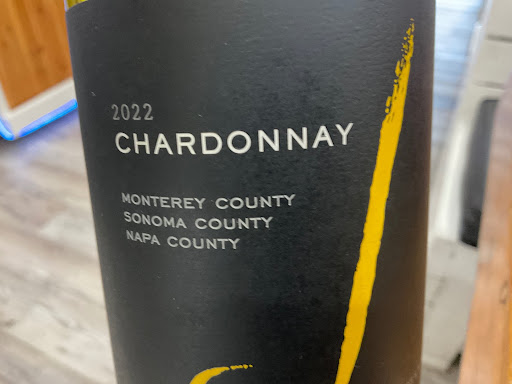 2022
CHARDONNAY
MONTEREY COUNTY
SONOMA COUNTY
NAPA COUNTY